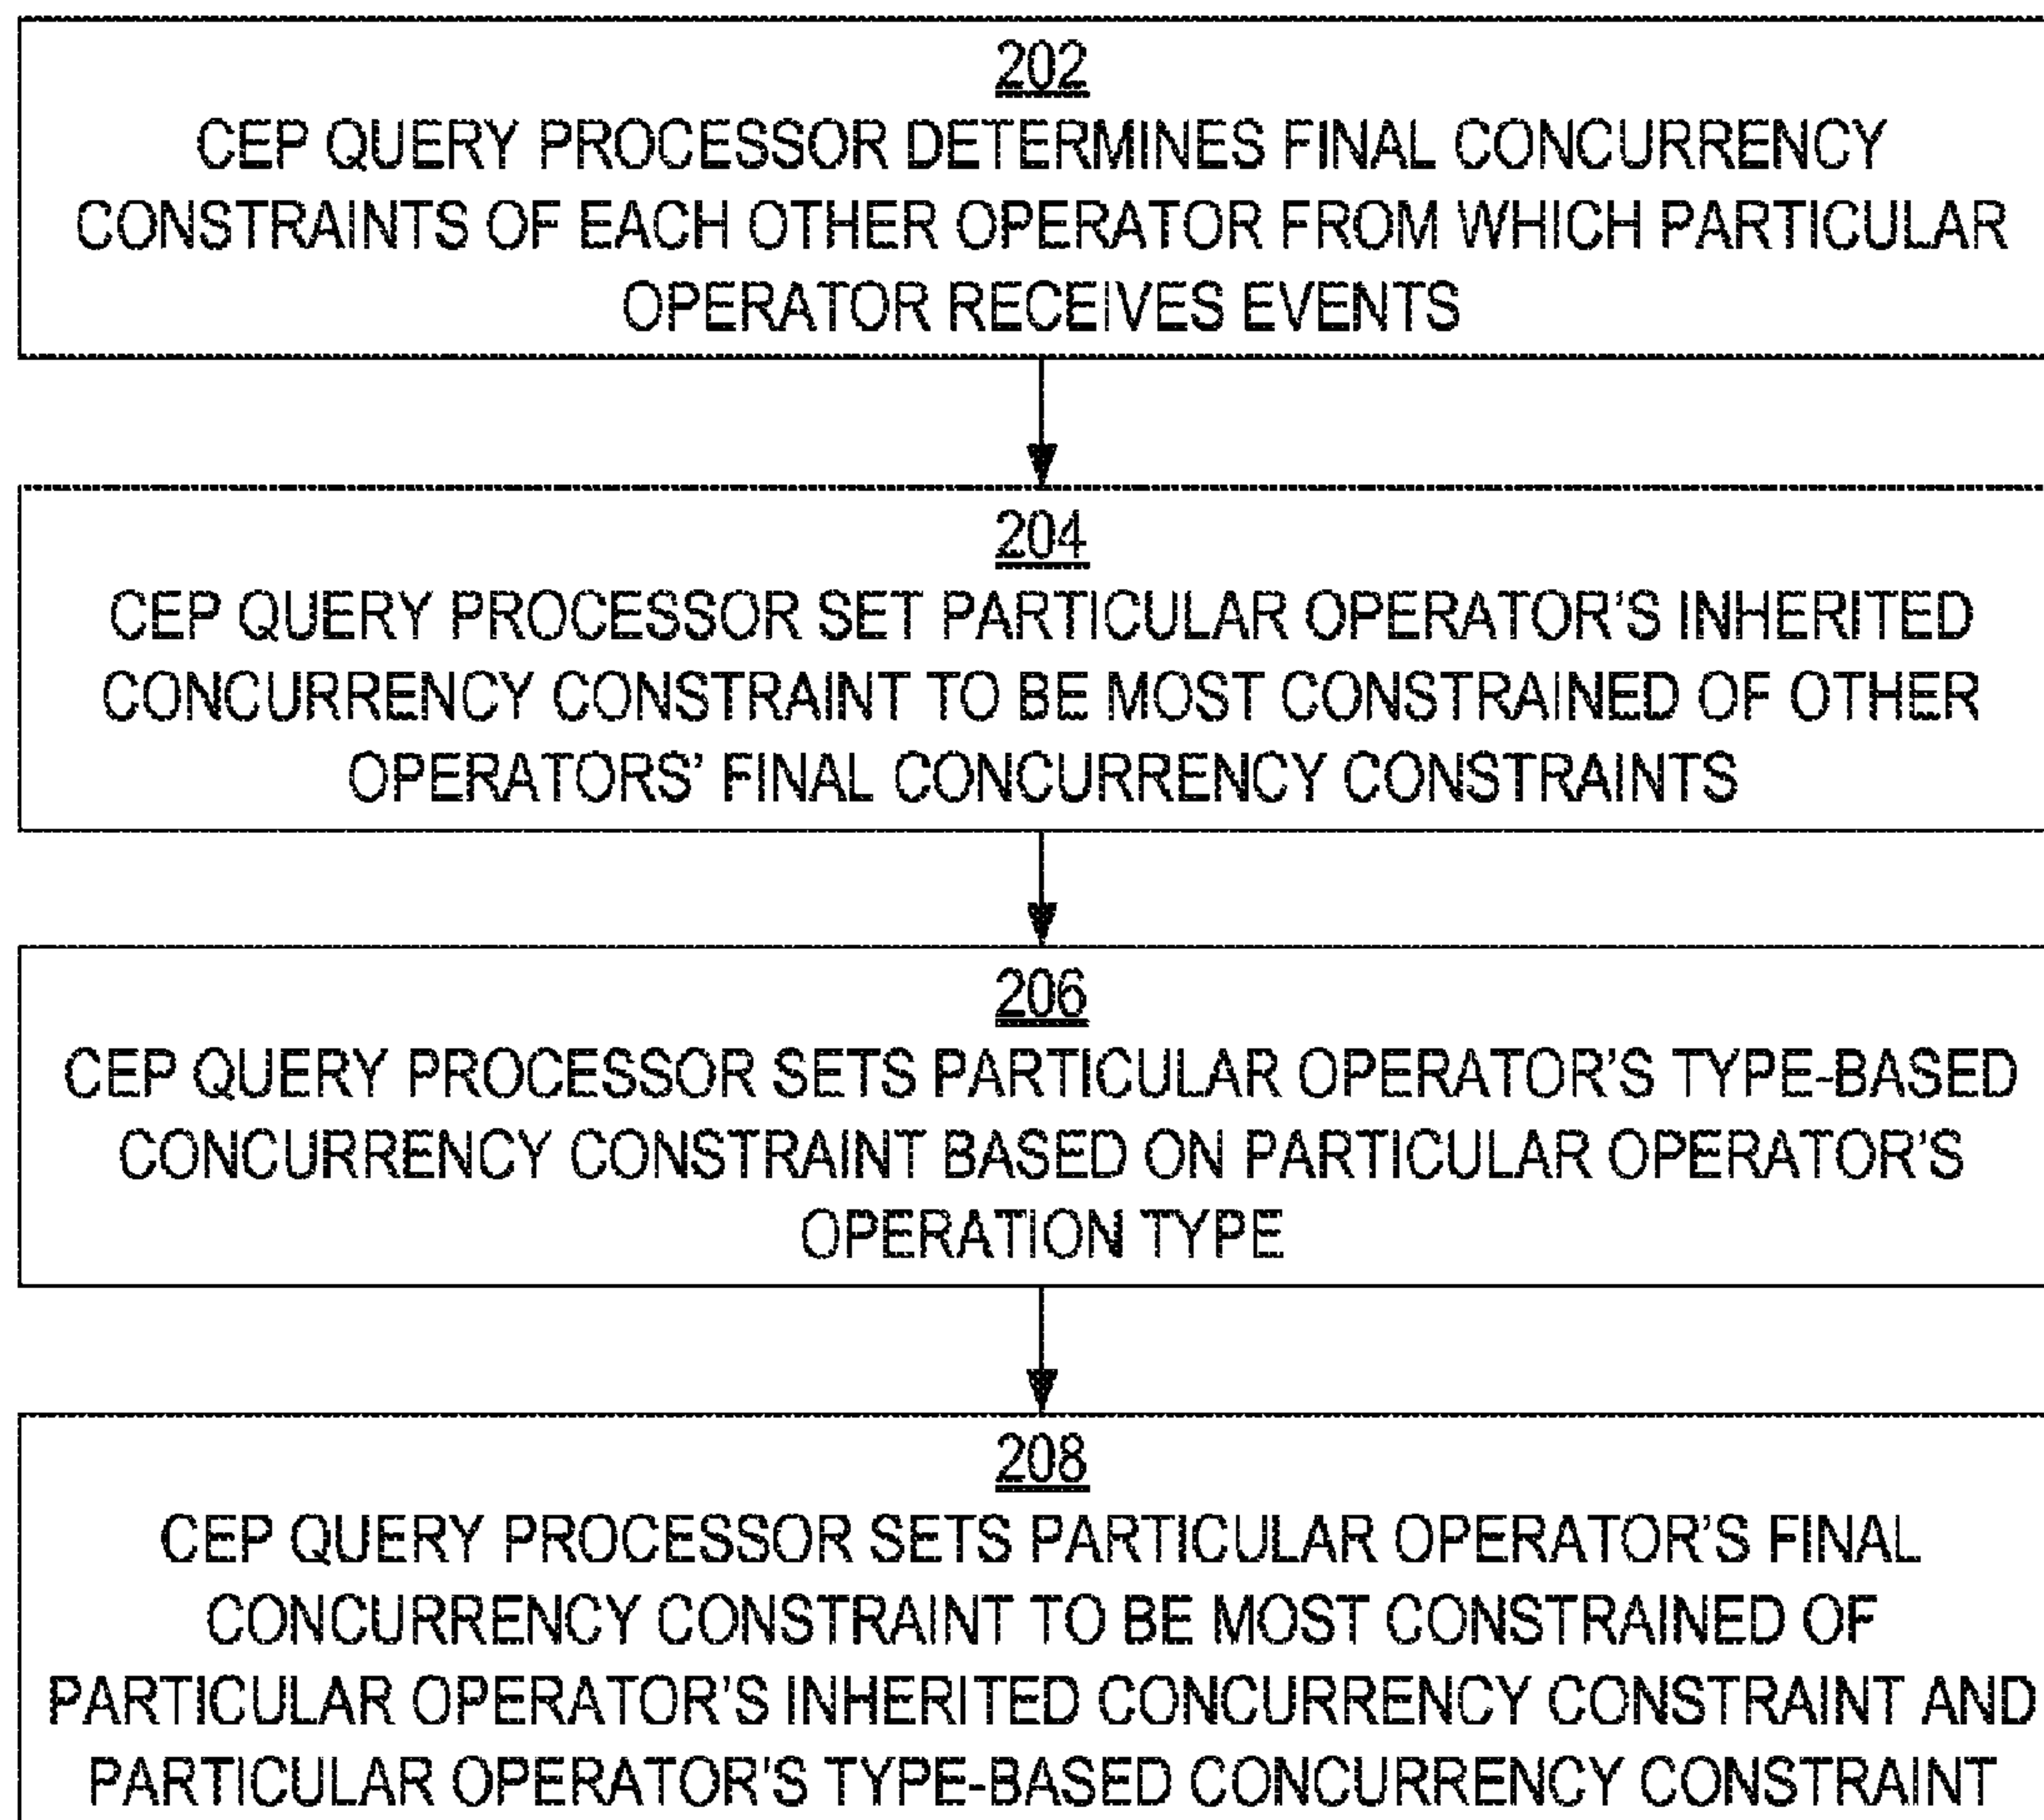 202
CEP QUERY PROCESSOR DETERMINES FINAL CONCURRENCY
CONSTRAINTS OF EACH OTHER OPERATOR FROM WHICH PARTICULAR
OPERATOR RECEIVES EVENTS
204
CEP QUERY PROCESSOR SET PARTICULAR OPERATOR'S INHERITED
CONCURRENCY CONSTRAINT TO BE MOST CONSTRAINED OF OTHER
OPERATORS' FINAL CONCURRENCY CONSTRAINTS
206
CEP QUERY PROCESSOR SETS PARTICULAR OPERATOR'S TYPE-BASED
CONCURRENCY CONSTRAINT BASED ON PARTICULAR OPERATOR'S
OPERATION TYPE
208
CEP QUERY PROCESSOR SETS PARTICULAR OPERATOR'S FINAL
CONCURRENCY CONSTRAINT TO BE MOST CONSTRAINED OF
PARTICULAR OPERATOR'S INHERITED CONCURRENCY CONSTRAINT AND
PARTICULAR OPERATOR'S TYPE-BASED CONCURRENCY CONSTRAINT